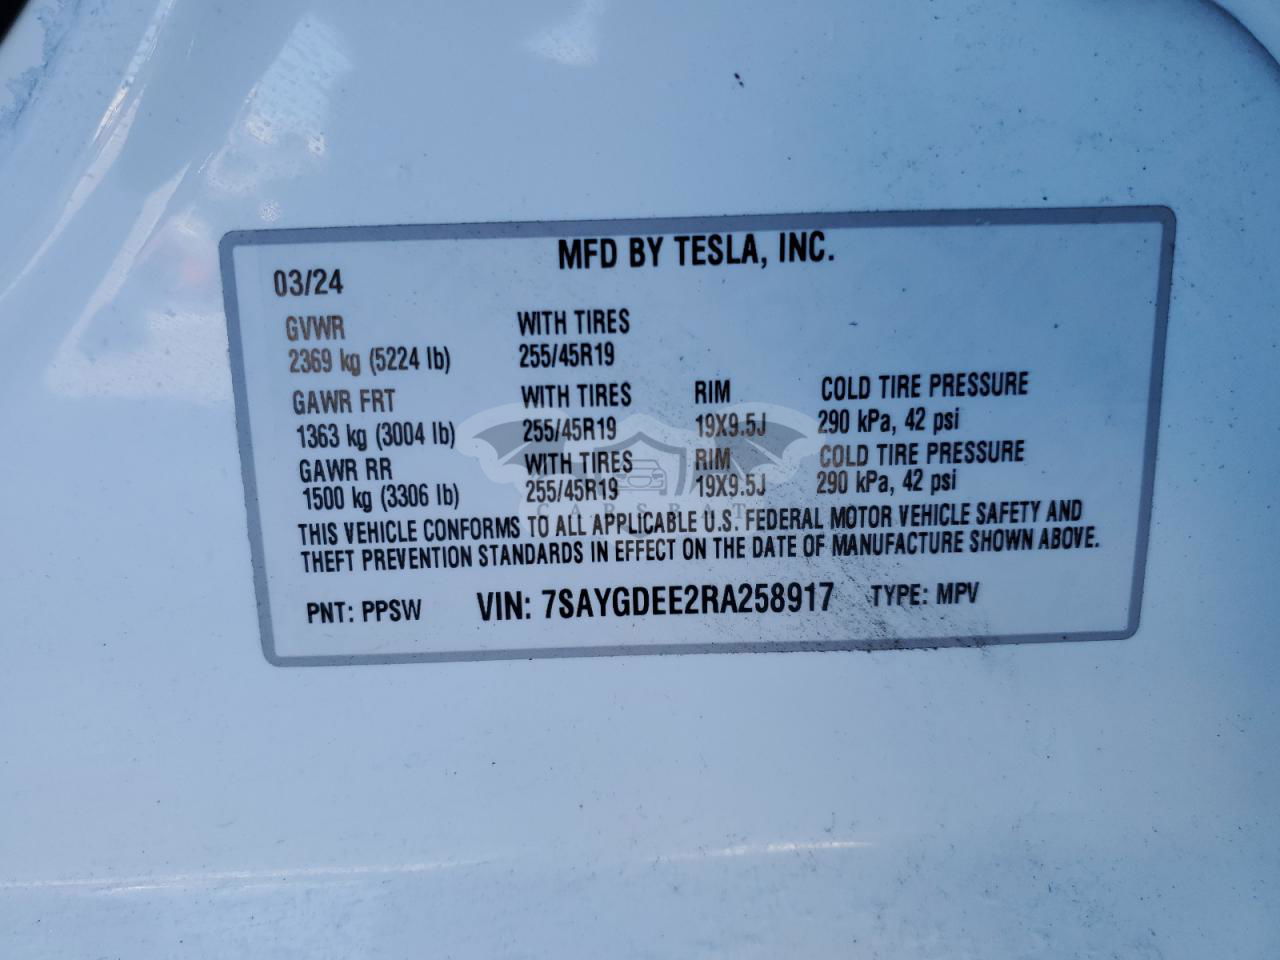 MFD BY TESLA, INC.
03/24
GVWR WITH TIRES
2369 kg (5224 lb) 255/45R19
GAWR FRT WITH TIRES RIM COLD TIRE PRESSURE
1363 kg (3004 lb) 255/45R19 19X9.5J 290 kPa, 42 psi
GAWR RR WITH TIRES RIM COLD TIRE PRESSURE
1500 kg (3306 lb) 255/45R19 19X9.5J 290 kPa, 42 psi
THIS VEHICLE CONFORMS TO ALL APPLICABLE U.S. FEDERAL MOTOR VEHICLE SAFETY AND
THEFT PREVENTION STANDARDS IN EFFECT ON THE DATE OF MANUFACTURE SHOWN ABOVE.
PNT: PPSW VIN: 7SAYGDEE2RA258917 TYPE: MPV